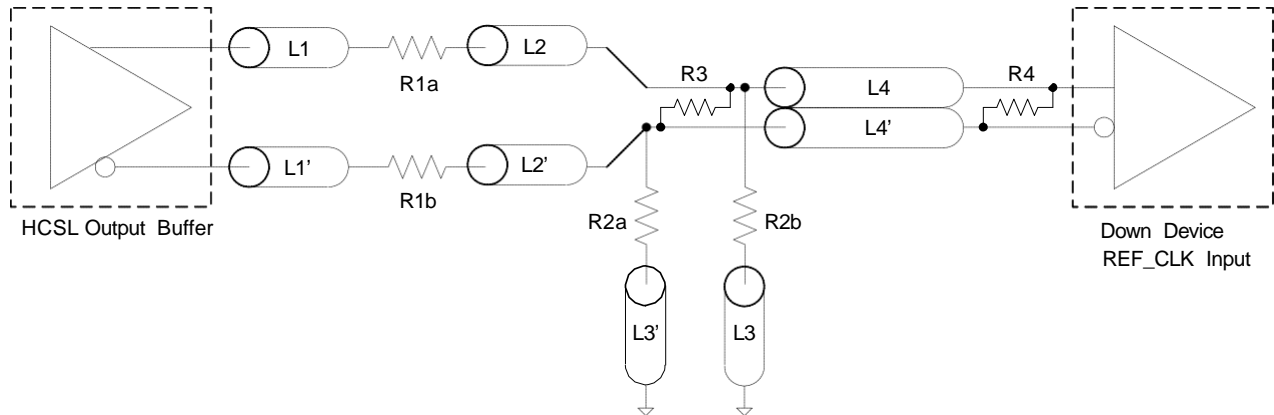 L1
R1a
L2
R3
L4
R4
L1'
R1b
L2'
L4'
R2a
R2b
L3'
L3
HCSL Output Buffer
Down Device
REF_CLK Input